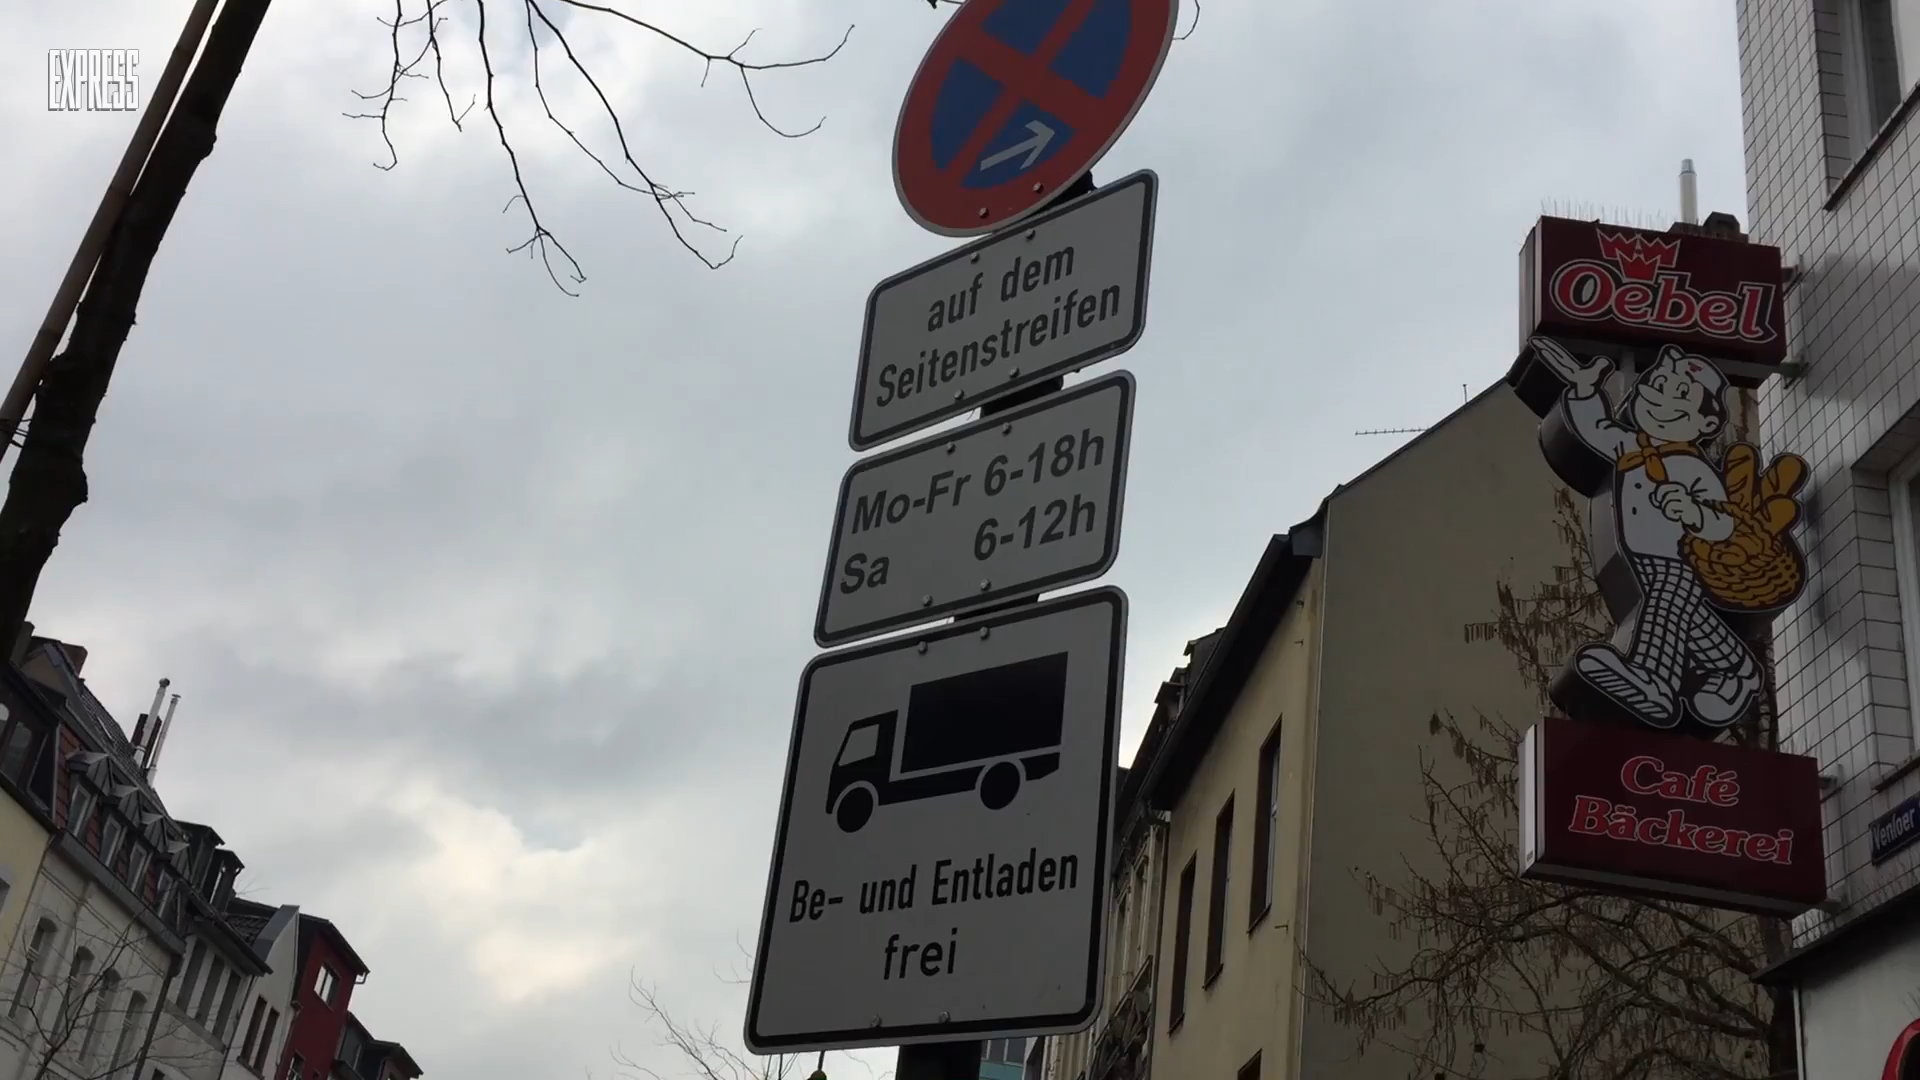 EXPRESS
auf dem
Seitenstreifen
Mo-Fr 6-18h
Sa 6-12h
Be- und Entladen
frei
Oebel
Café
Bäckerei
Venloer